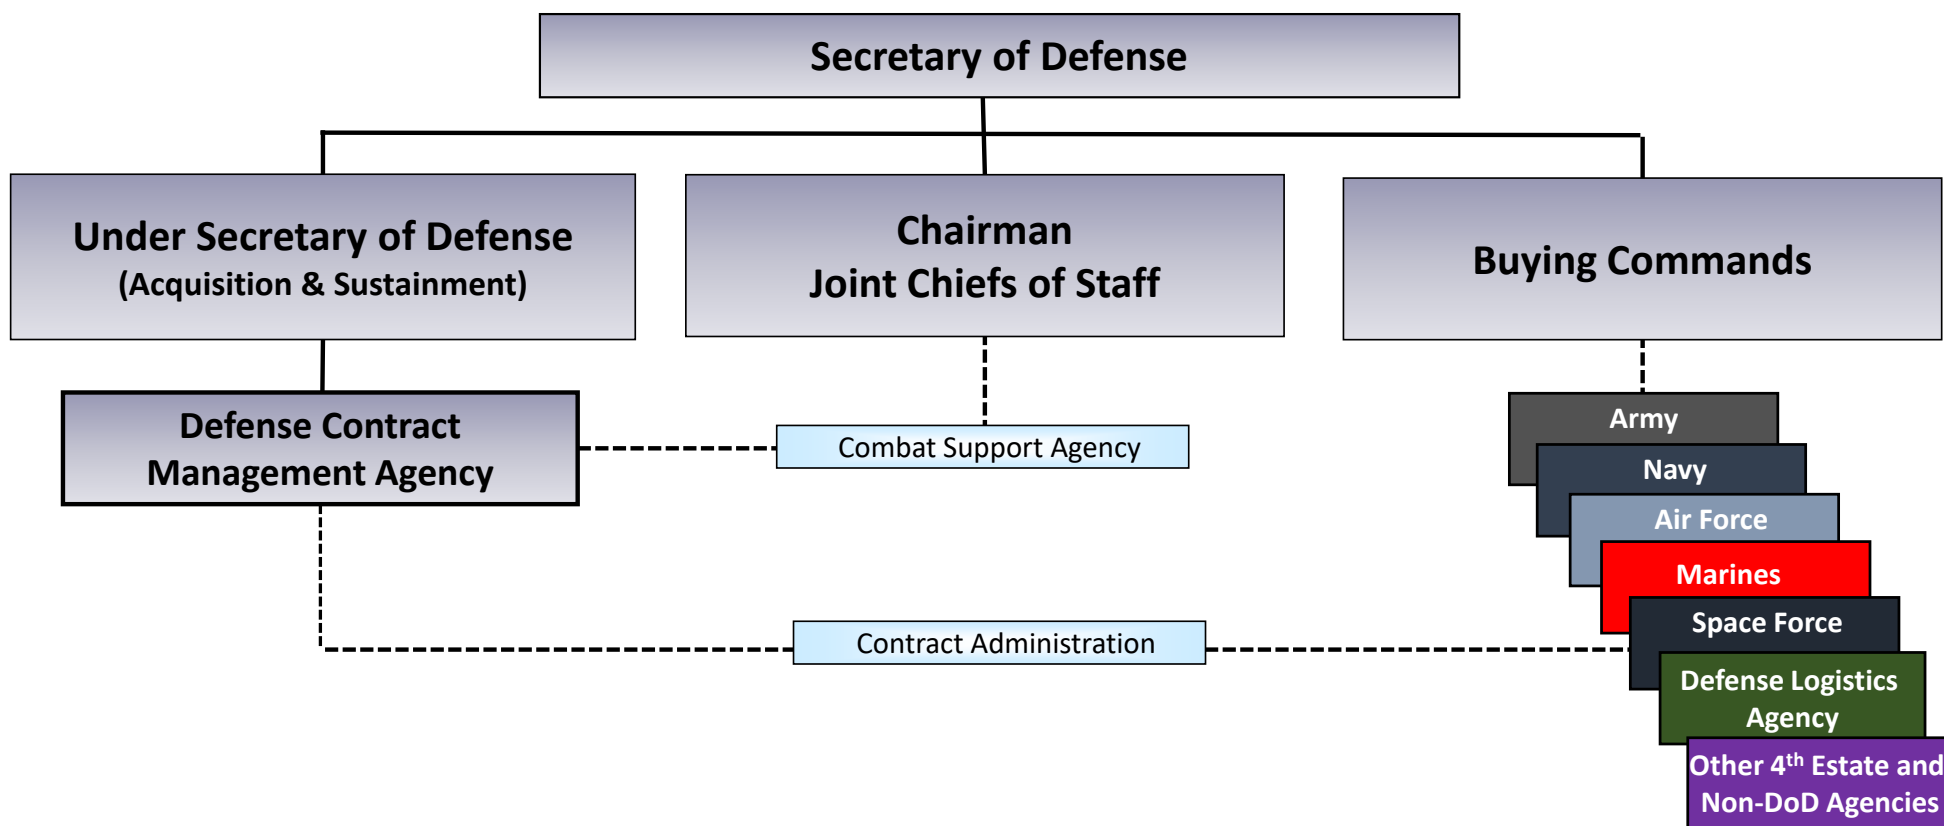 Secretary of Defense
Under Secretary of Defense
(Acquisition & Sustainment)
Chairman
Joint Chiefs of Staff
Buying Commands
Defense Contract
Management Agency
Combat Support Agency
Contract Administration
Army
Navy
Air Force
Marines
Space Force
Defense Logistics
Agency
Other 4th Estate and
Non-DoD Agencies